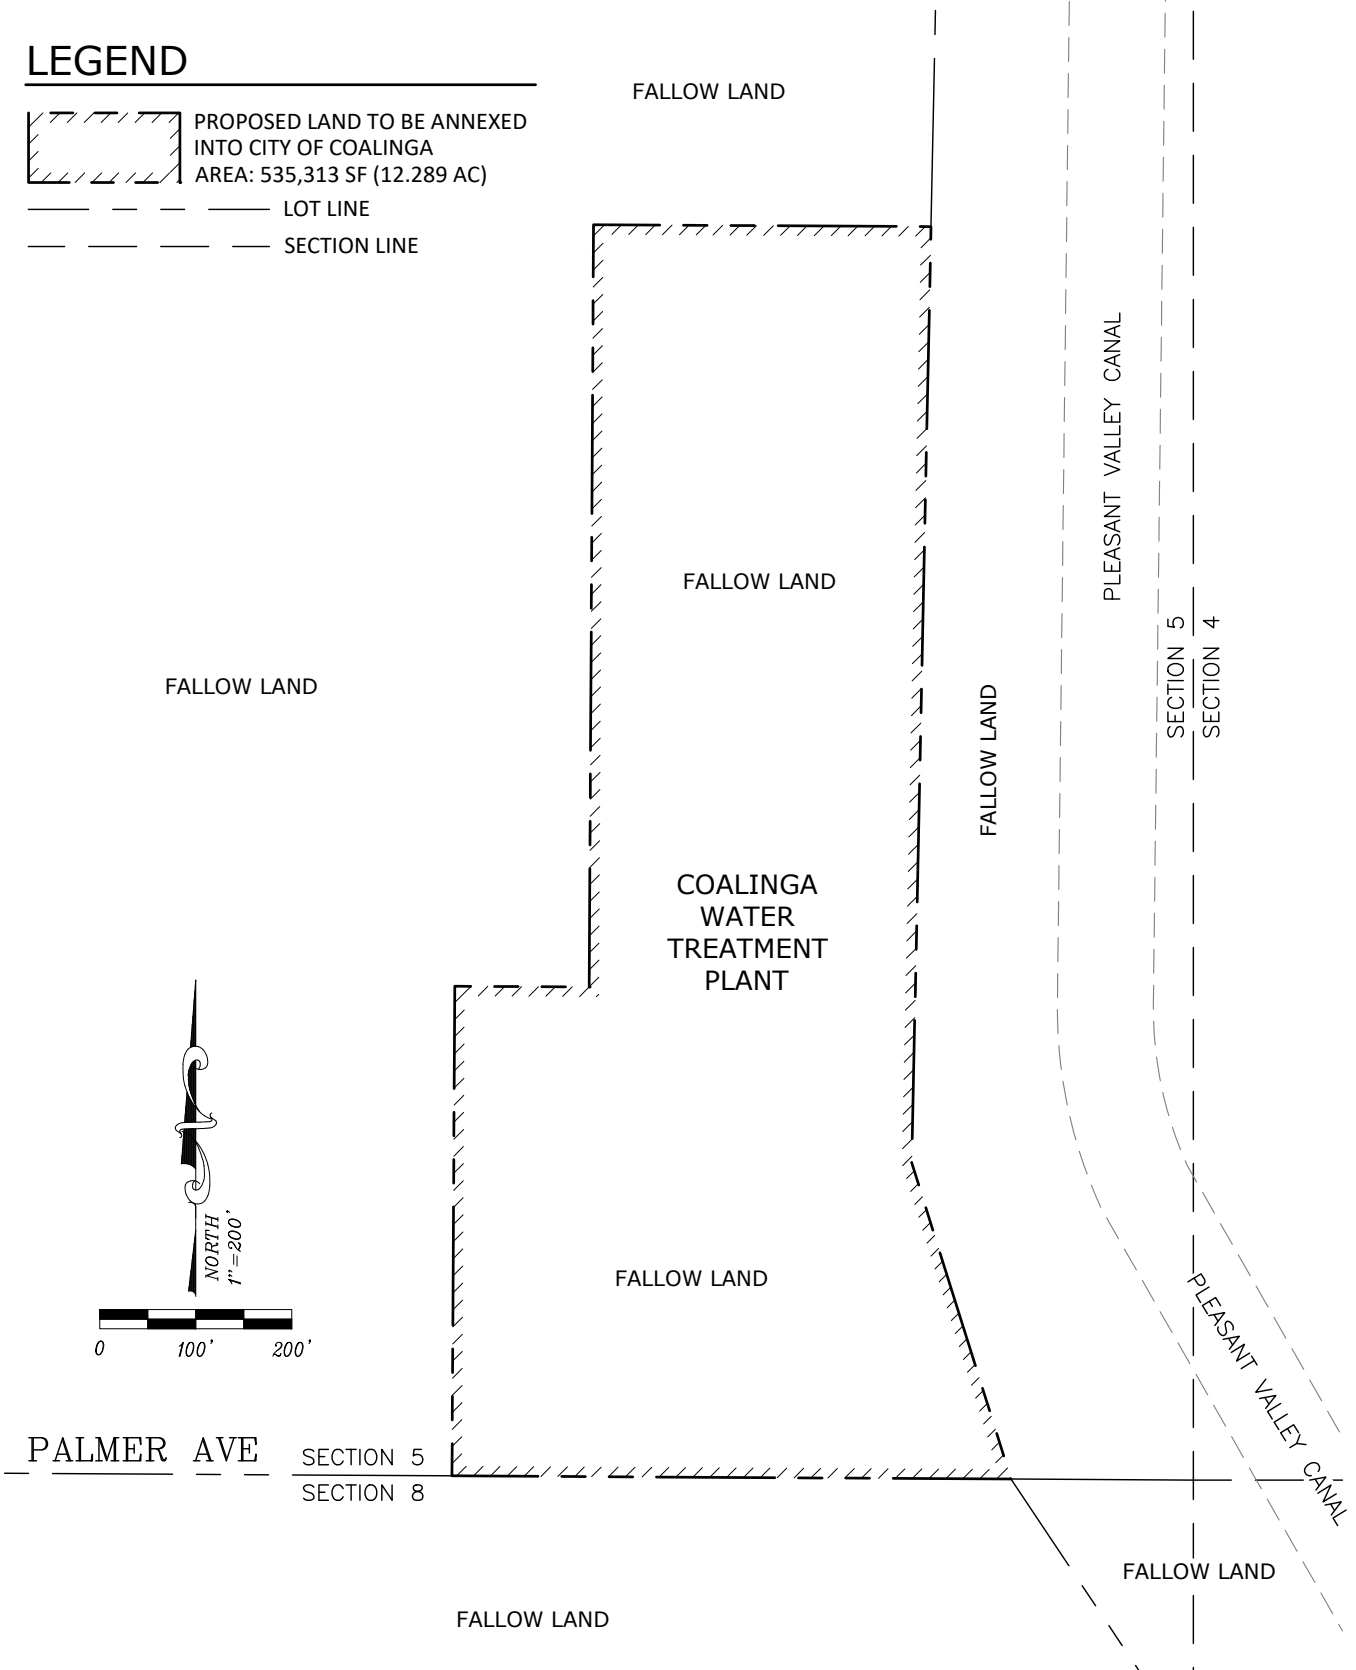 LEGEND
PROPOSED LAND TO BE ANNEXED
INTO CITY OF COALINGA
AREA: 535,313 SF (12.289 AC)
LOT LINE
SECTION LINE
FALLOW LAND
PLEASANT VALLEY CANAL
FALLOW LAND
SECTION 5
SECTION 4
FALLOW LAND
FALLOW LAND
COALINGA
WATER
TREATMENT
PLANT
NORTH
1"=200'
0 100' 200'
FALLOW LAND
PLEASANT VALLEY CANAL
PALMER AVE
SECTION 5
SECTION 8
FALLOW LAND
FALLOW LAND